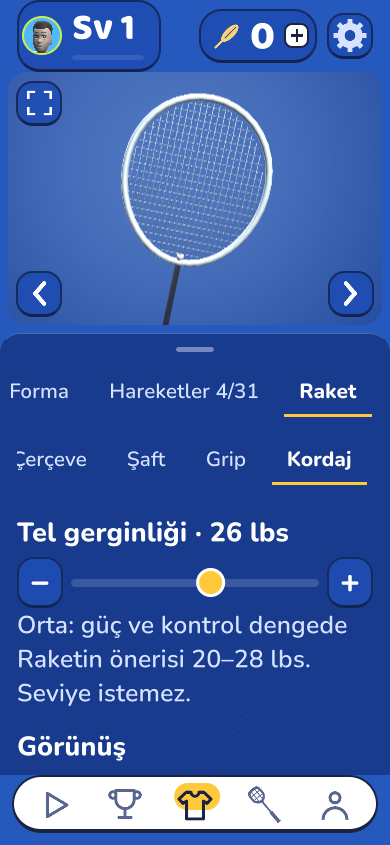 Sv 1
0
Forma
Hareketler 4/31
Raket
Çerçeve
Şaft
Grip
Kordaj
Tel gerginliği · 26 lbs
Orta: güç ve kontrol dengede
Raketin önerisi 20–28 lbs.
Seviye istemez.
Görünüş